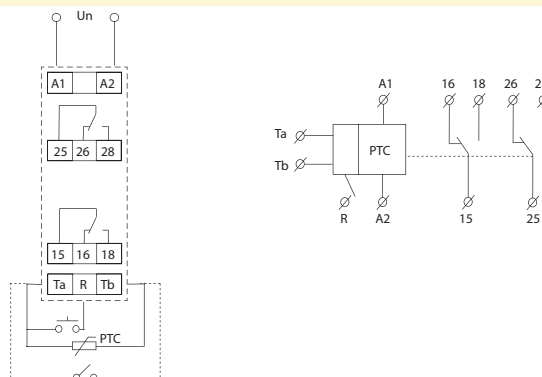 Un
A1 A2
25 26 28
15 16 18
Ta R Tb
PTC
A1 16 18 26
Ta
Tb
PTC
R A2 15 25